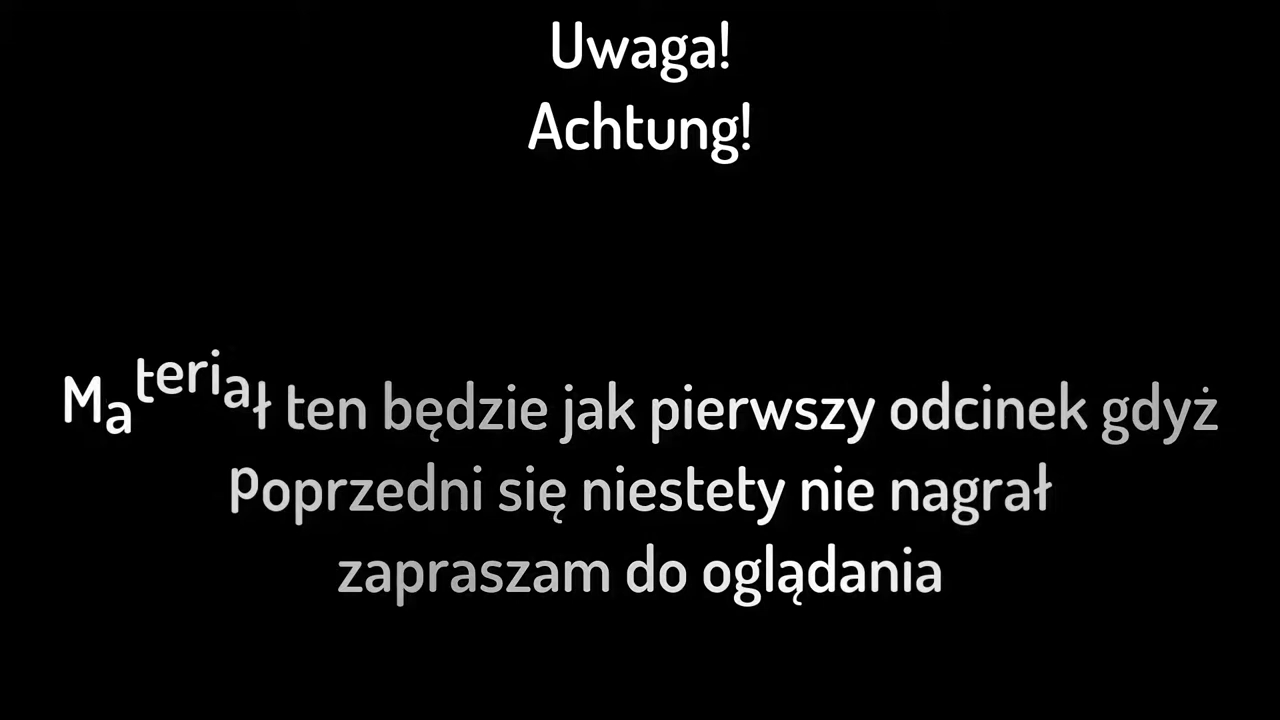 Uwaga!
Achtung!
Materiał ten będzie jak pierwszy odcinek gdyż
Poprzedni się niestety nie nagrał
zapraszam do oglądania